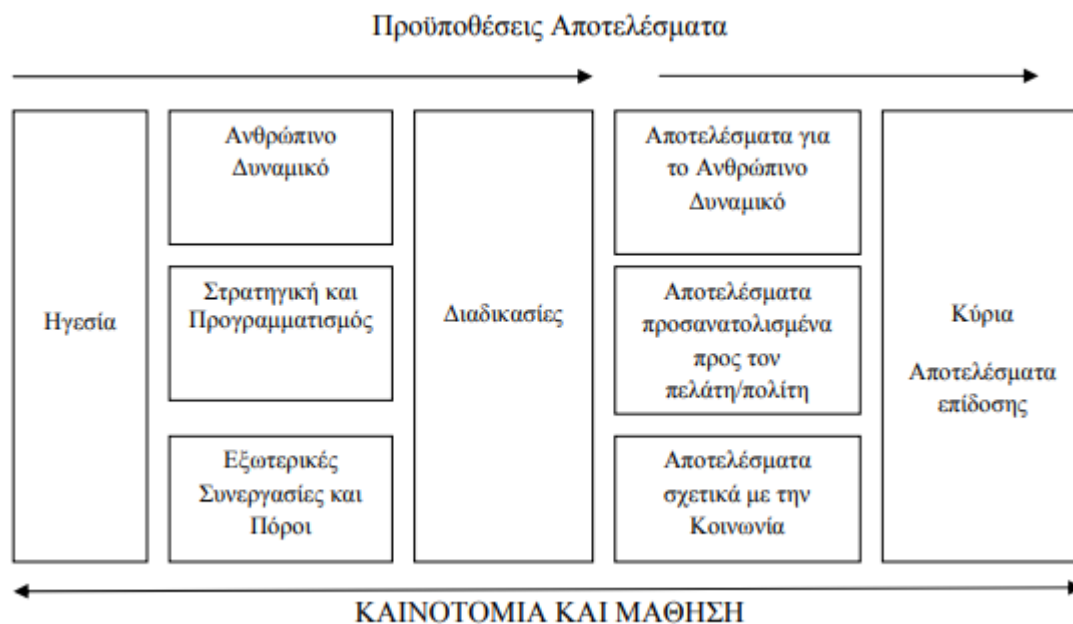 Προϋποθέσεις Αποτελέσματα
Ηγεσία
Ανθρώπινο
Δυναμικό
Στρατηγική και
Προγραμματισμός
Εξωτερικές
Συνεργασίες και
Πόροι
Διαδικασίες
Αποτελέσματα για
το Ανθρώπινο
Δυναμικό
Αποτελέσματα
προσανατολισμένα
προς τον
πελάτη/πολίτη
Αποτελέσματα
σχετικά με την
Κοινωνία
Κύρια
Αποτελέσματα
επίδοσης
ΚΑΙΝΟΤΟΜΙΑ ΚΑΙ ΜΑΘΗΣΗ